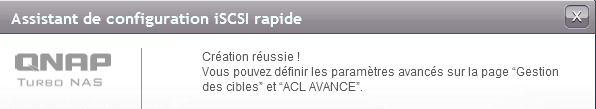 Assistant de configuration iSCSI rapide
X
QNAP
TURBO NAS
Création réussie !
Vous pouvez définir les paramètres avancés sur la page “Gestion
des cibles” et “ACL AVANCE”.